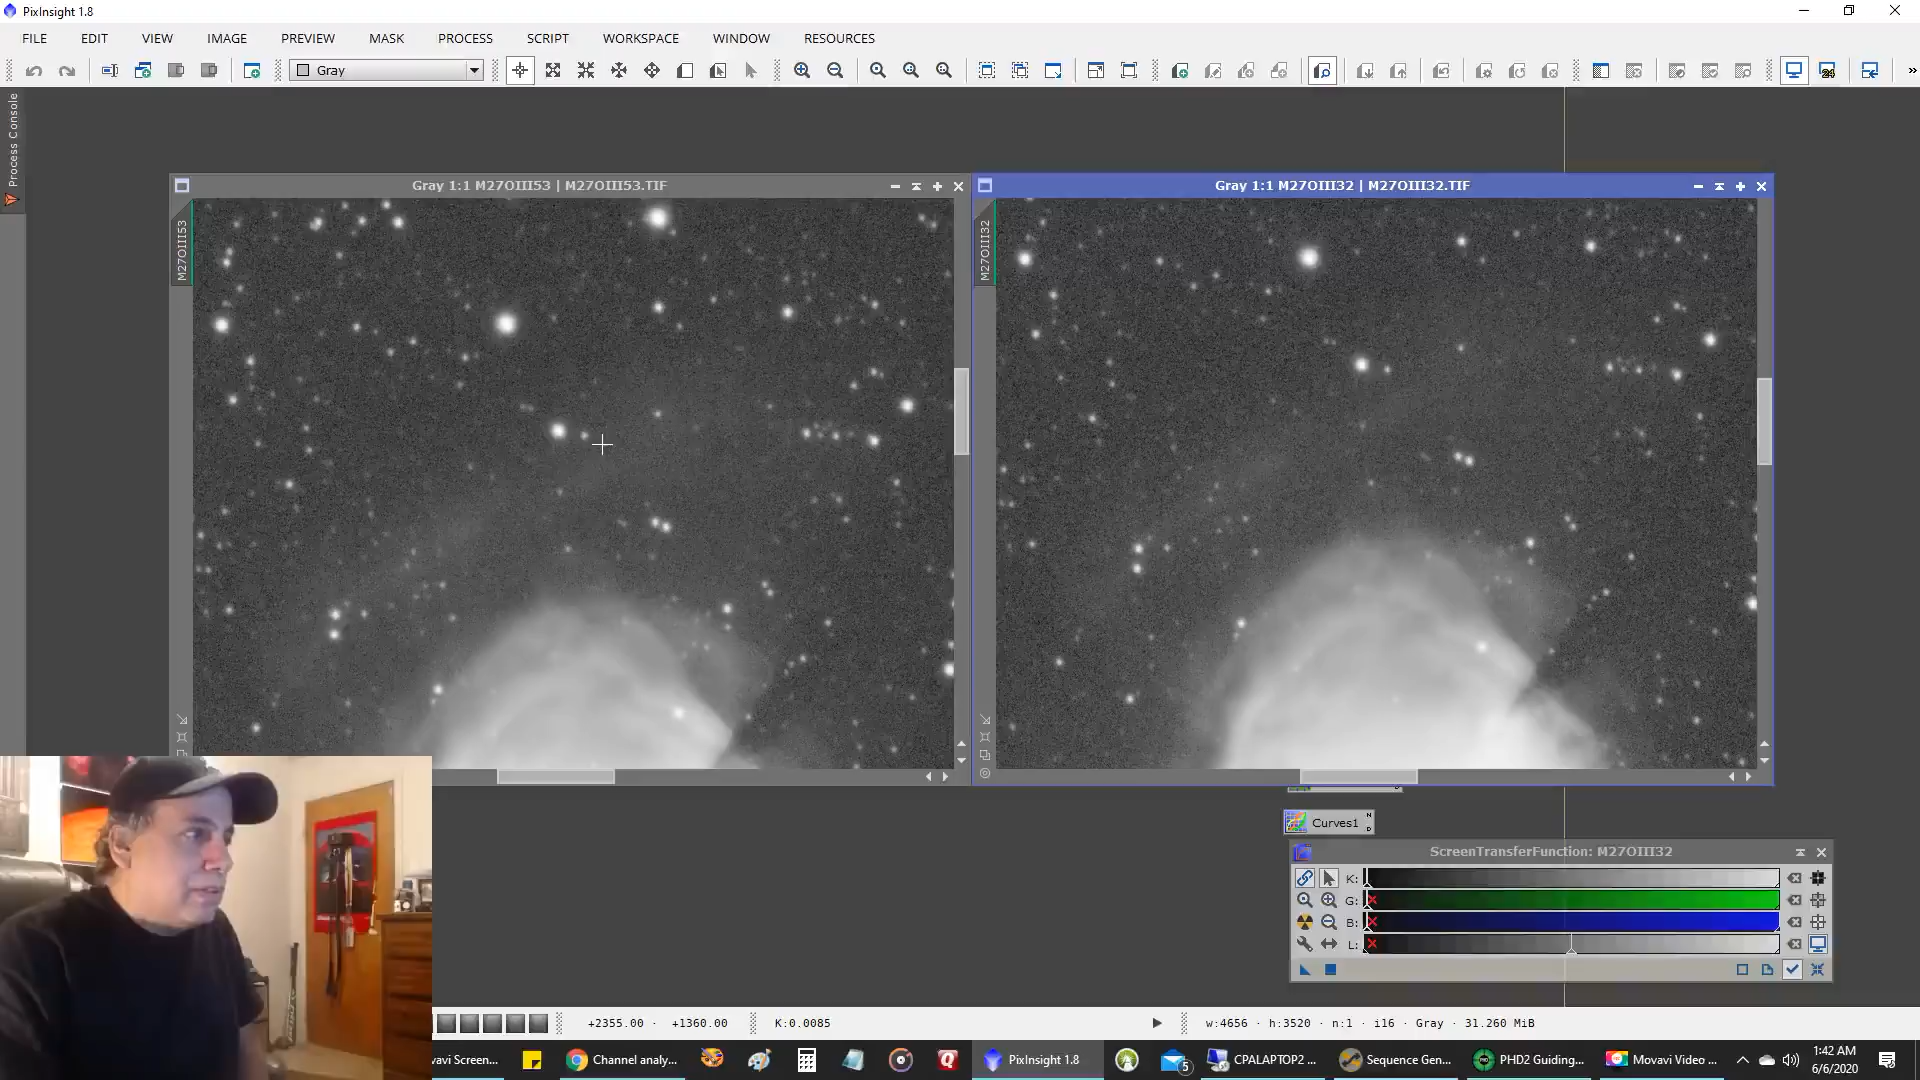 PixInsight 1.8
FILE EDIT VIEW IMAGE PREVIEW MASK PROCESS SCRIPT WORKSPACE WINDOW RESOURCES
Gray
24
Process Console
Gray 1:1 M27OIII53 | M27OIII53.TIF
Gray 1:1 M27OIII32 | M27OIII32.TIF
M27OIII53
M27OIII32
Curves1
ScreenTransferFunction: M27OIII32
K:
G:
B:
L:
+2355.00 · +1360.00 K:0.0085 w:4656 · h:3520 · n:1 · i16 · Gray · 31.260 MiB
vavi Screen... Channel analy... PixInsight 1.8 5 CPALAPTOP2 ... Sequence Gen... PHD2 Guiding... Movavi Video ... 1:42 AM
6/6/2020